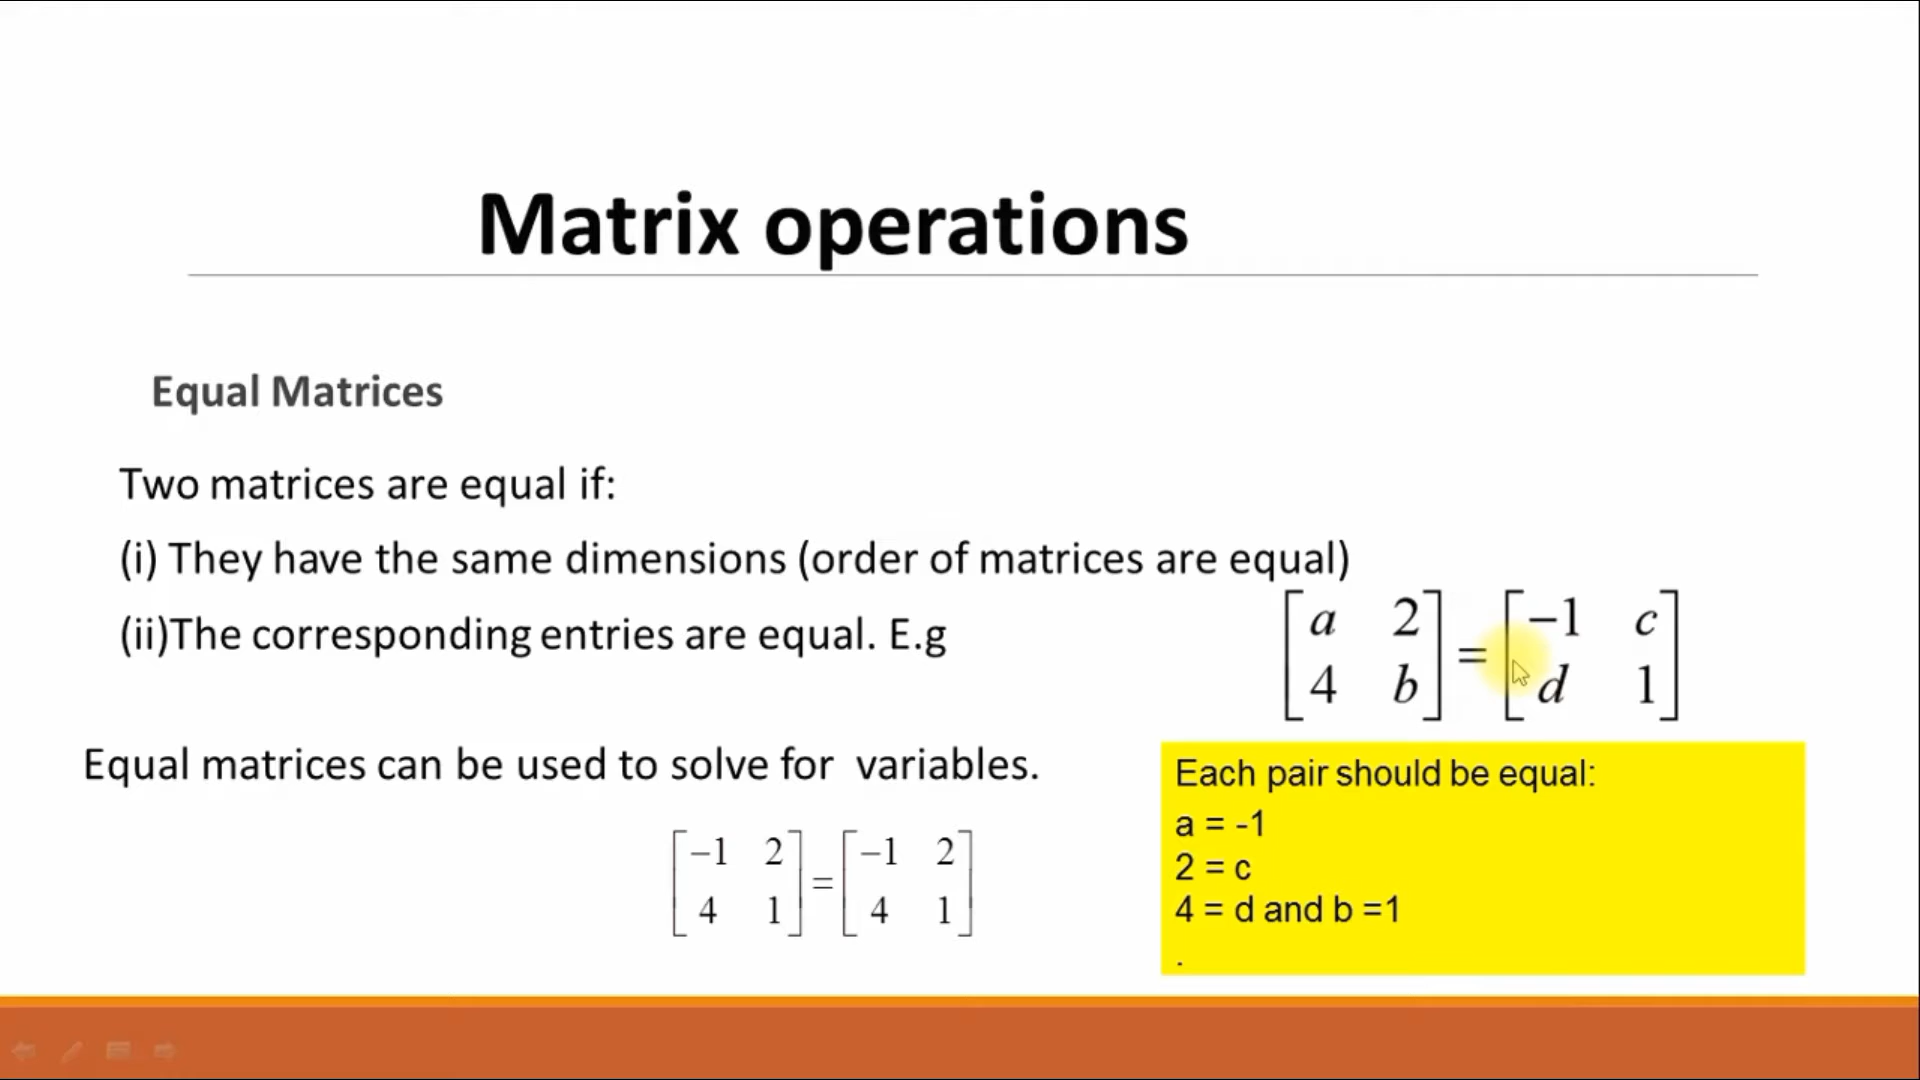 Matrix operations
Equal Matrices
Two matrices are equal if:
(i) They have the same dimensions (order of matrices are equal)
(ii)The corresponding entries are equal. E.g
[a 2
4 b] = [−1 c
d 1]
Equal matrices can be used to solve for variables.
[−1 2
4 1] = [−1 2
4 1]
Each pair should be equal:
a = -1
2 = c
4 = d and b =1
.